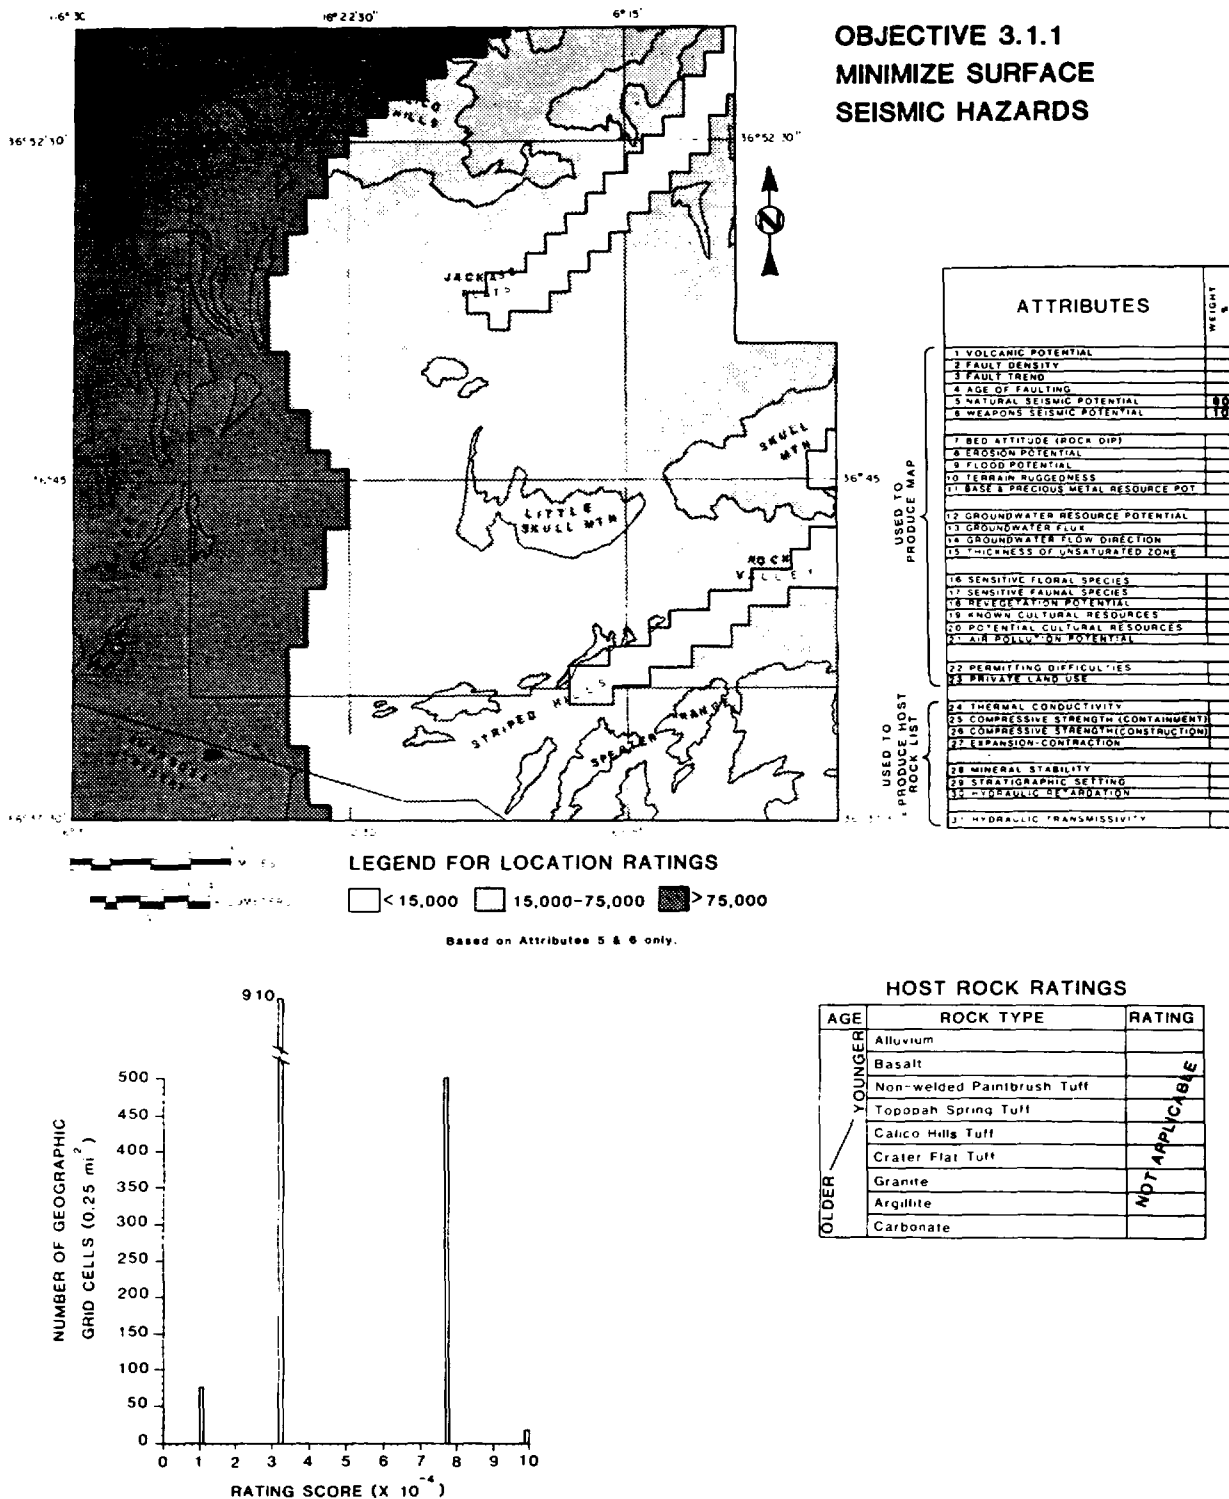 OBJECTIVE 3.1.1
MINIMIZE SURFACE
SEISMIC HAZARDS
6°15'
36°52'30"
HILLS
36°52'30"
N
JACKASS
FLATS
SKULL
MTN
36°45
LITTLE
SKULL MTN
ROCK
VALLEY
STRIPED HILLS
SPECTER RANGE
ATTRIBUTES
WEIGHT
USED TO
PRODUCE MAP
1 VOLCANIC POTENTIAL
2 FAULT DENSITY
3 FAULT TREND
4 AGE OF FAULTING
5 NATURAL SEISMIC POTENTIAL 90
6 WEAPONS SEISMIC POTENTIAL 10
7 BED ATTITUDE (ROCK DIP)
8 EROSION POTENTIAL
9 FLOOD POTENTIAL
10 TERRAIN RUGGEDNESS
11 BASE & PRECIOUS METAL RESOURCE POT
12 GROUNDWATER RESOURCE POTENTIAL
13 GROUNDWATER FLUX
14 GROUNDWATER FLOW DIRECTION
15 THICKNESS OF UNSATURATED ZONE
16 SENSITIVE FLORAL SPECIES
17 SENSITIVE FAUNAL SPECIES
18 REVEGETATION POTENTIAL
19 KNOWN CULTURAL RESOURCES
20 POTENTIAL CULTURAL RESOURCES
21 AIR POLLUTION POTENTIAL
22 PERMITTING DIFFICULTIES
23 PRIVATE LAND USE
USED TO
PRODUCE HOST
ROCK LIST
24 THERMAL CONDUCTIVITY
25 COMPRESSIVE STRENGTH (CONTAINMENT)
26 COMPRESSIVE STRENGTH (CONSTRUCTION)
27 EXPANSION-CONTRACTION
28 MINERAL STABILITY
29 STRATIGRAPHIC SETTING
30 HYDRAULIC RETARDATION
31 HYDRAULIC TRANSMISSIVITY
LEGEND FOR LOCATION RATINGS
<15,000 15,000-75,000 >75,000
Based on Attributes 5 & 6 only.
910
500
450
400
350
300
250
200
150
100
50
0
0 1 2 3 4 5 6 7 8 9 10
NUMBER OF GEOGRAPHIC
GRID CELLS (0.25 mi²)
RATING SCORE (X 10⁻⁴)
HOST ROCK RATINGS
AGE ROCK TYPE RATING
YOUNGER
OLDER
Alluvium
Basalt
Non-welded Paintbrush Tuff
Topopah Spring Tuff
Calico Hills Tuff
Crater Flat Tuff
Granite
Argillite
Carbonate
NOT APPLICABLE